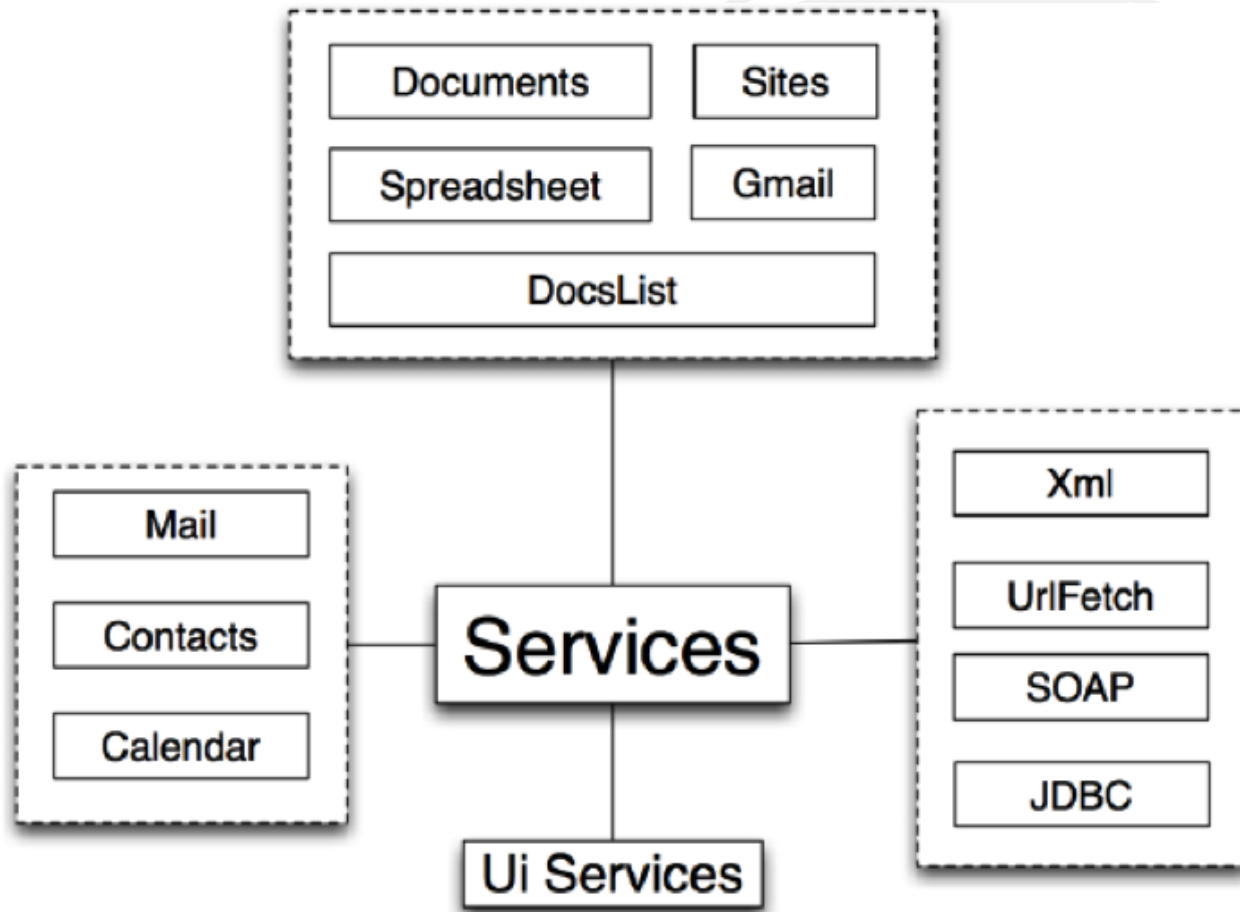 Documents
Sites
Spreadsheet
Gmail
DocsList
Mail
Contacts
Calendar
Services
Xml
UrlFetch
SOAP
JDBC
Ui Services